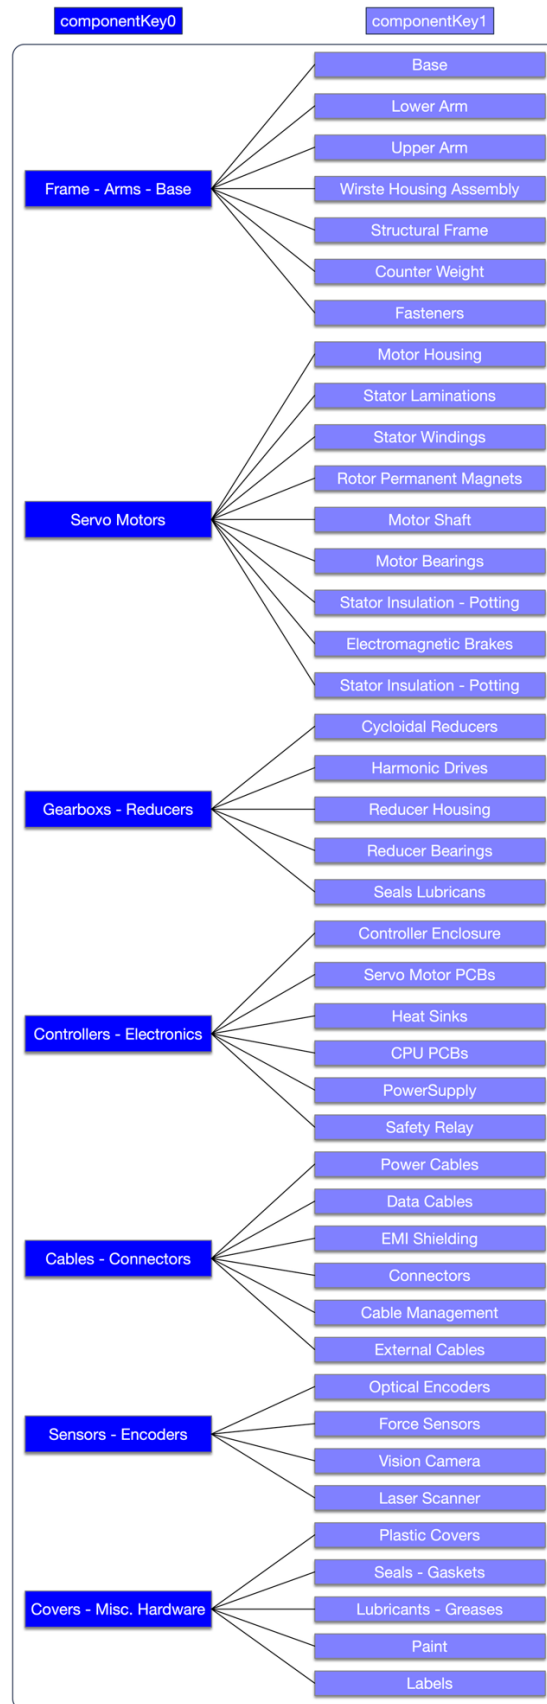 componentKey0
componentKey1
Frame - Arms - Base
Base
Lower Arm
Upper Arm
Wirste Housing Assembly
Structural Frame
Counter Weight
Fasteners
Servo Motors
Motor Housing
Stator Laminations
Stator Windings
Rotor Permanent Magnets
Motor Shaft
Motor Bearings
Stator Insulation - Potting
Electromagnetic Brakes
Stator Insulation - Potting
Gearboxs - Reducers
Cycloidal Reducers
Harmonic Drives
Reducer Housing
Reducer Bearings
Seals Lubricans
Controllers - Electronics
Controller Enclosure
Servo Motor PCBs
Heat Sinks
CPU PCBs
PowerSupply
Safety Relay
Cables - Connectors
Power Cables
Data Cables
EMI Shielding
Connectors
Cable Management
External Cables
Sensors - Encoders
Optical Encoders
Force Sensors
Vision Camera
Laser Scanner
Covers - Misc. Hardware
Plastic Covers
Seals - Gaskets
Lubricants - Greases
Paint
Labels